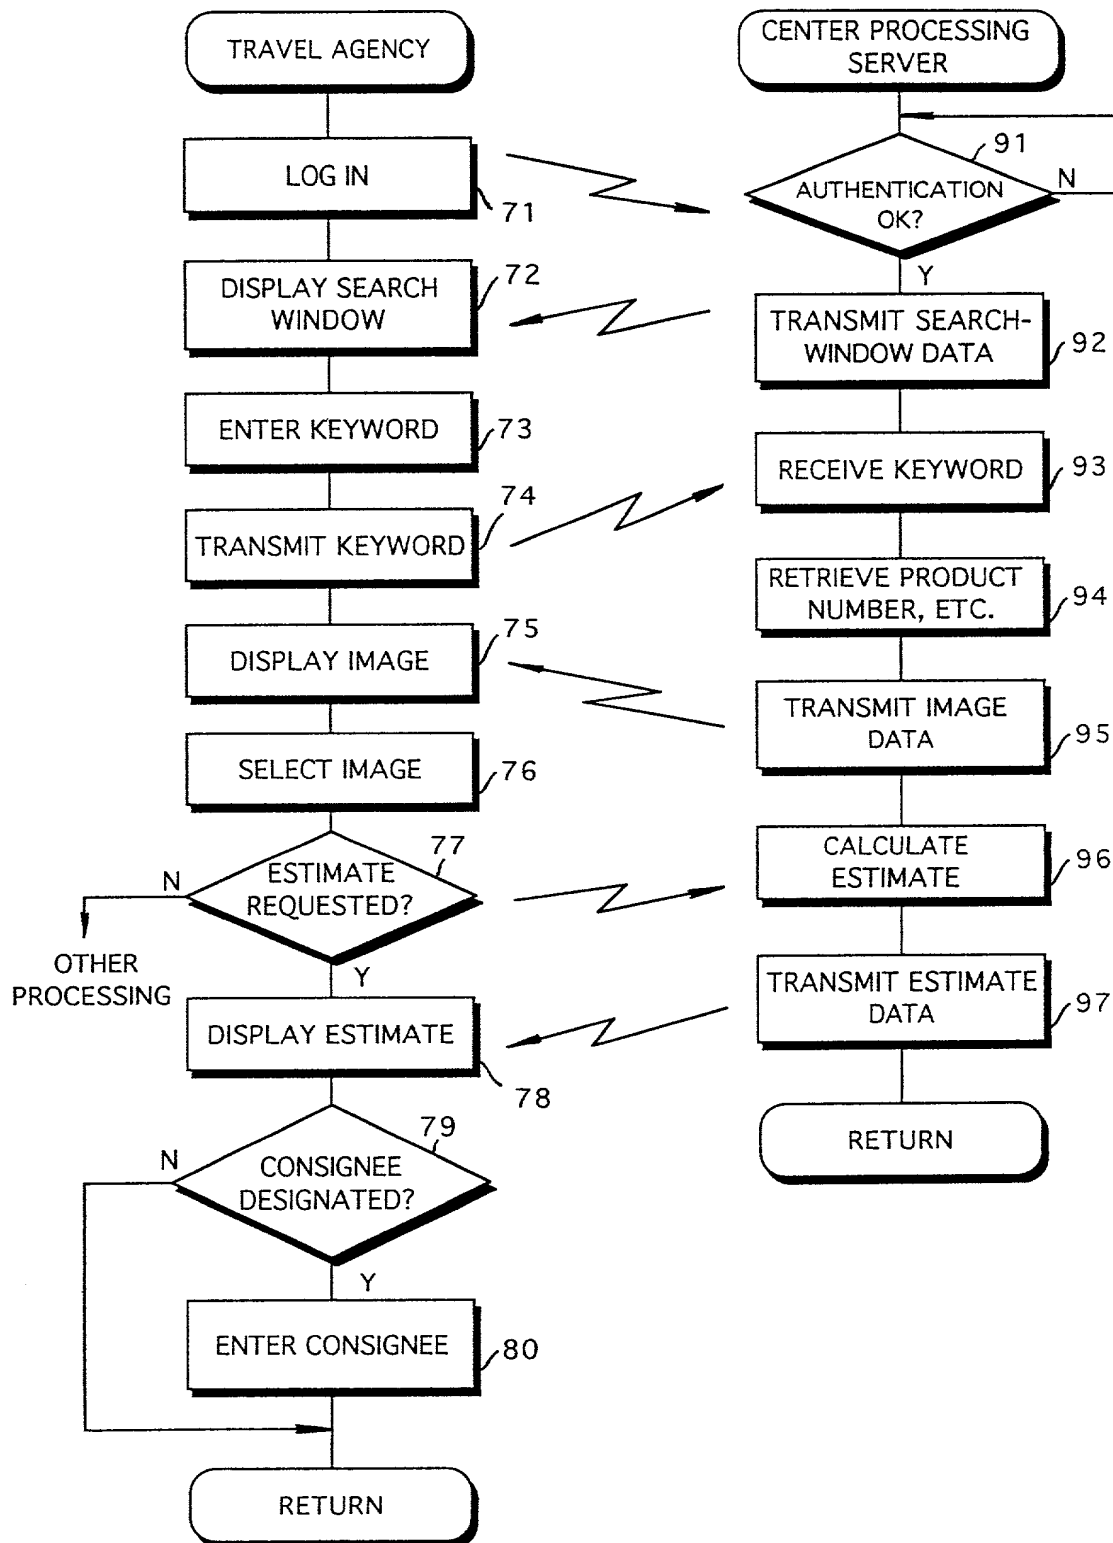 TRAVEL AGENCY
LOG IN
71
DISPLAY SEARCH
WINDOW
72
ENTER KEYWORD
73
TRANSMIT KEYWORD
74
DISPLAY IMAGE
75
SELECT IMAGE
76
ESTIMATE
REQUESTED?
77
N
OTHER
PROCESSING
Y
DISPLAY ESTIMATE
78
CONSIGNEE
DESIGNATED?
79
N
Y
ENTER CONSIGNEE
80
RETURN
CENTER PROCESSING
SERVER
AUTHENTICATION
OK?
91
N
Y
TRANSMIT SEARCH-
WINDOW DATA
92
RECEIVE KEYWORD
93
RETRIEVE PRODUCT
NUMBER, ETC.
94
TRANSMIT IMAGE
DATA
95
CALCULATE
ESTIMATE
96
TRANSMIT ESTIMATE
DATA
97
RETURN